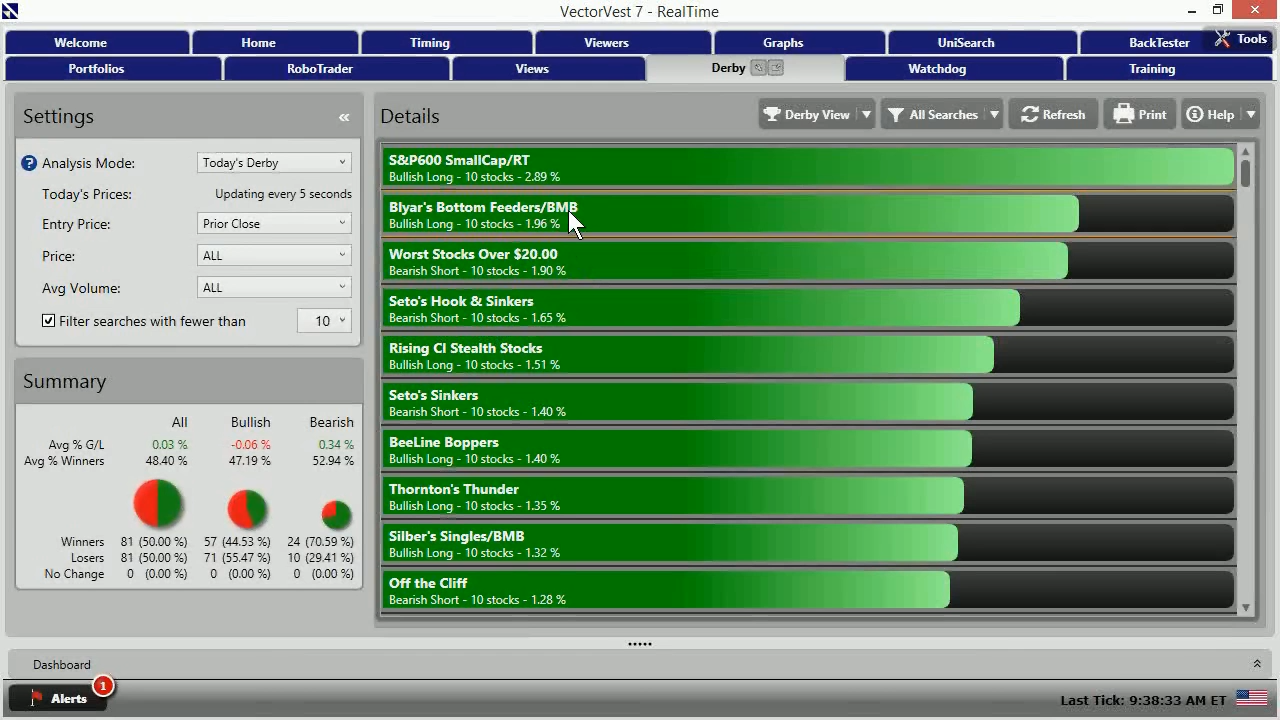 VectorVest 7 - RealTime
Welcome
Home
Timing
Viewers
Graphs
UniSearch
BackTester
Tools
Portfolios
RoboTrader
Views
Derby
Watchdog
Training
Settings
«
Analysis Mode: Today's Derby
Today's Prices: Updating every 5 seconds
Entry Price: Prior Close
Price: ALL
Avg Volume: ALL
Filter searches with fewer than 10
Summary
All Bullish Bearish
Avg % G/L 0.03 % -0.06 % 0.34 %
Avg % Winners 48.40 % 47.19 % 52.94 %
Winners 81 (50.00 %) 57 (44.53 %) 24 (70.59 %)
Losers 81 (50.00 %) 71 (55.47 %) 10 (29.41 %)
No Change 0 (0.00 %) 0 (0.00 %) 0 (0.00 %)
Details
Derby View
All Searches
Refresh
Print
Help
S&P600 SmallCap/RT
Bullish Long - 10 stocks - 2.89 %
Blyar's Bottom Feeders/BMB
Bullish Long - 10 stocks - 1.96 %
Worst Stocks Over $20.00
Bearish Short - 10 stocks - 1.90 %
Seto's Hook & Sinkers
Bearish Short - 10 stocks - 1.65 %
Rising CI Stealth Stocks
Bullish Long - 10 stocks - 1.51 %
Seto's Sinkers
Bearish Short - 10 stocks - 1.40 %
BeeLine Boppers
Bullish Long - 10 stocks - 1.40 %
Thornton's Thunder
Bullish Long - 10 stocks - 1.35 %
Silber's Singles/BMB
Bullish Long - 10 stocks - 1.32 %
Off the Cliff
Bearish Short - 10 stocks - 1.28 %
Dashboard
Alerts 1
Last Tick: 9:38:33 AM ET